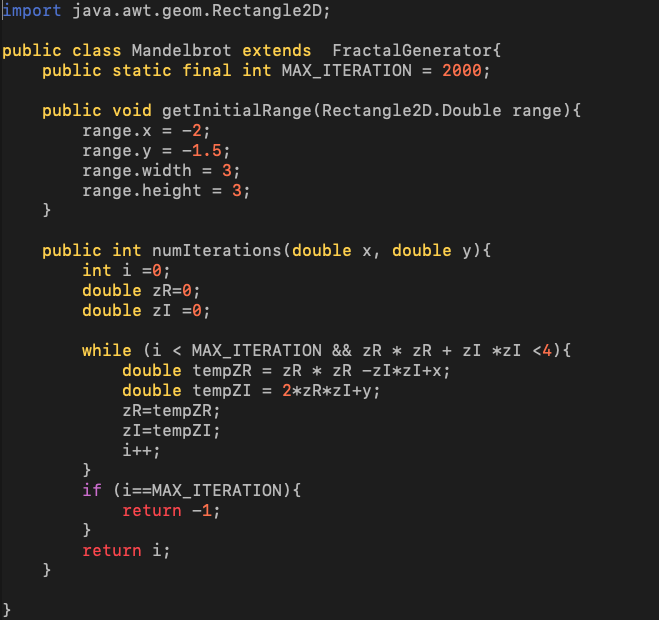 import java.awt.geom.Rectangle2D;

public class Mandelbrot extends  FractalGenerator{
    public static final int MAX_ITERATION = 2000;

    public void getInitialRange(Rectangle2D.Double range){
        range.x = -2;
        range.y = -1.5;
        range.width = 3;
        range.height = 3;
    }

    public int numIterations(double x, double y){
        int i =0;
        double zR=0;
        double zI =0;

        while (i < MAX_ITERATION && zR * zR + zI *zI <4){
            double tempZR = zR * zR -zI*zI+x;
            double tempZI = 2*zR*zI+y;
            zR=tempZR;
            zI=tempZI;
            i++;
        }
        if (i==MAX_ITERATION){
            return -1;
        }
        return i;
    }

}